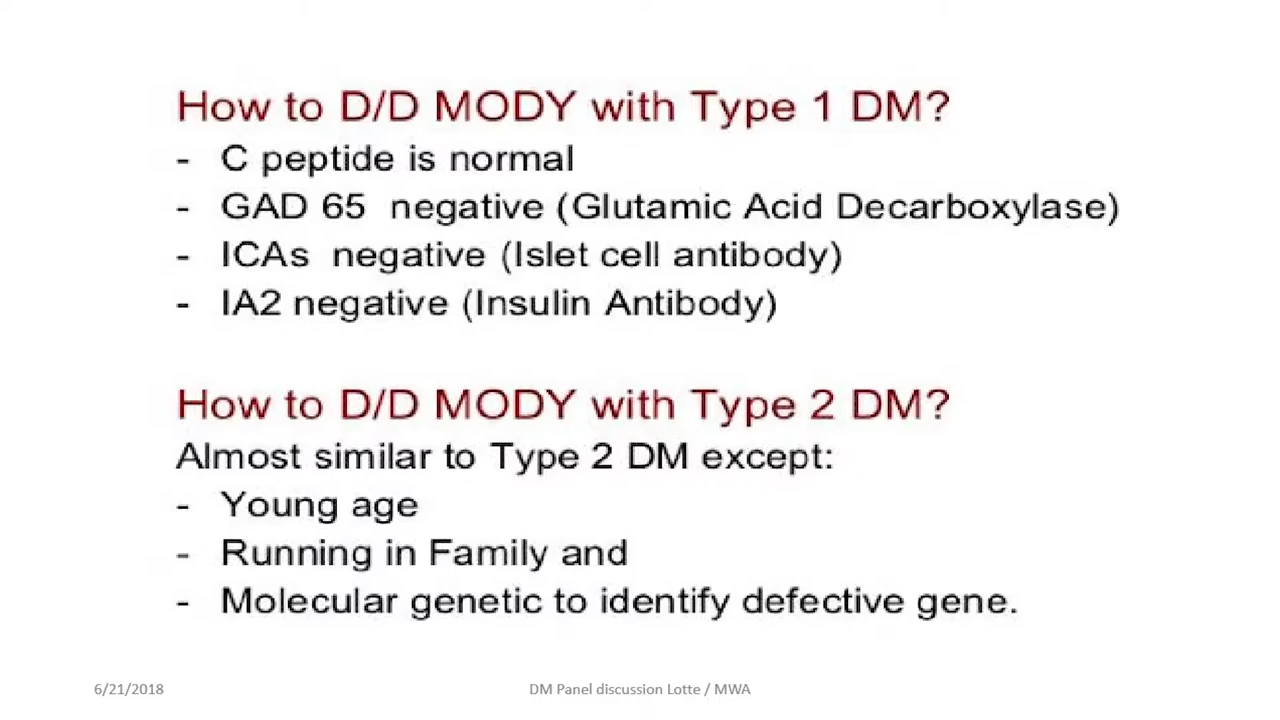 How to D/D MODY with Type 1 DM?
- C peptide is normal
- GAD 65 negative (Glutamic Acid Decarboxylase)
- ICAs negative (Islet cell antibody)
- IA2 negative (Insulin Antibody)
How to D/D MODY with Type 2 DM?
Almost similar to Type 2 DM except:
- Young age
- Running in Family and
- Molecular genetic to identify defective gene.
6/21/2018
DM Panel discussion Lotte / MWA